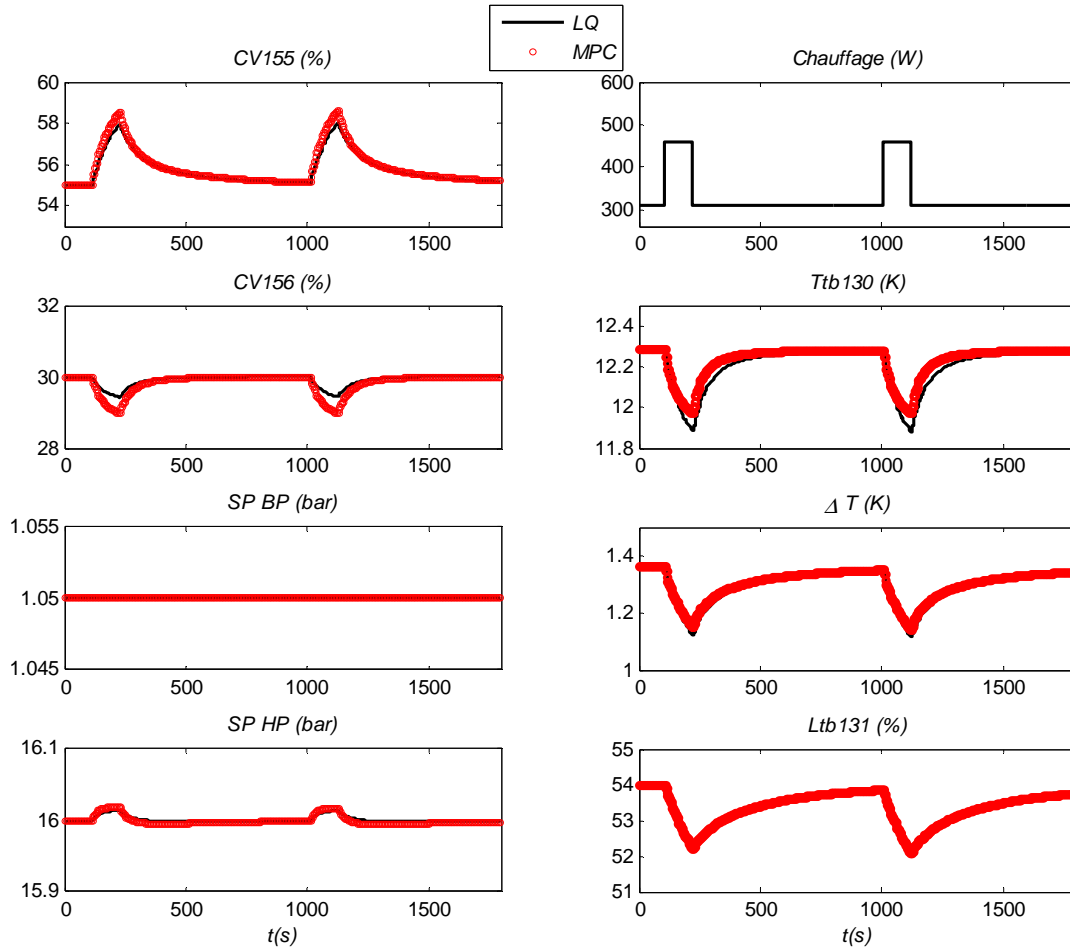 LQ
MPC
CV155 (%)
60
58
56
54
0 500 1000 1500
Chauffage (W)
600
500
400
300
0 500 1000 1500
CV156 (%)
32
30
28
0 500 1000 1500
Ttb130 (K)
12.4
12.2
12
11.8
0 500 1000 1500
SP BP (bar)
1.055
1.05
1.045
0 500 1000 1500
Δ T (K)
1.4
1.2
1
0 500 1000 1500
SP HP (bar)
16.1
16
15.9
0 500 1000 1500
t(s)
Ltb131 (%)
55
54
53
52
51
0 500 1000 1500
t(s)